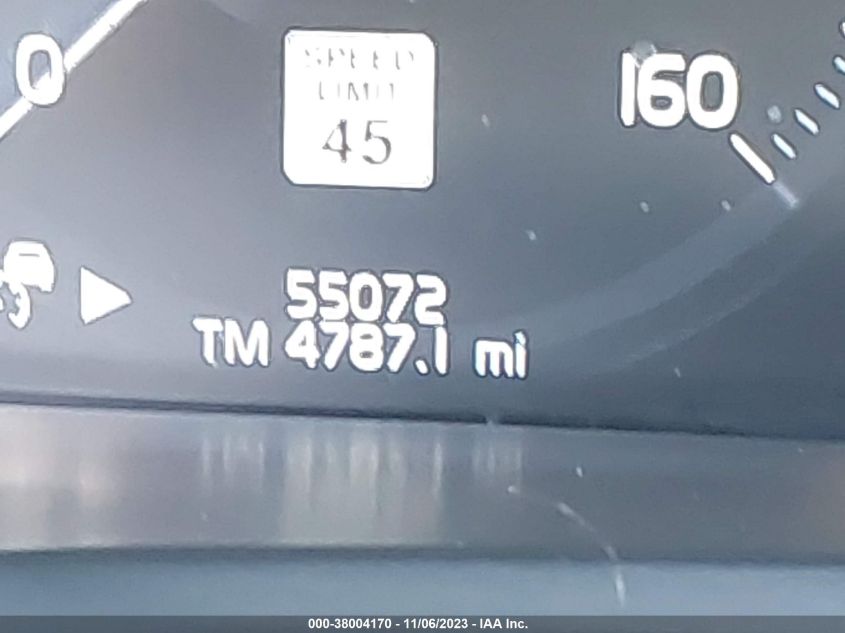 0
SPEED
LIMIT
45
160
55072
TM 4787.1 mi
000-38004170 - 11/06/2023 - IAA Inc.